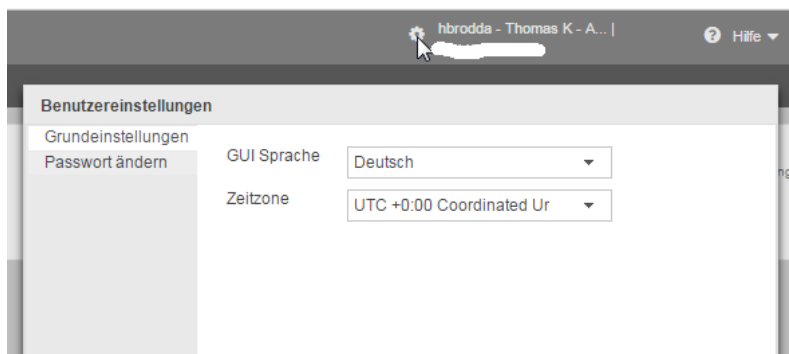 hbrodda - Thomas K - A... |
Hilfe
Benutzereinstellungen
Grundeinstellungen
Passwort ändern
GUI Sprache
Deutsch
Zeitzone
UTC +0:00 Coordinated Ur